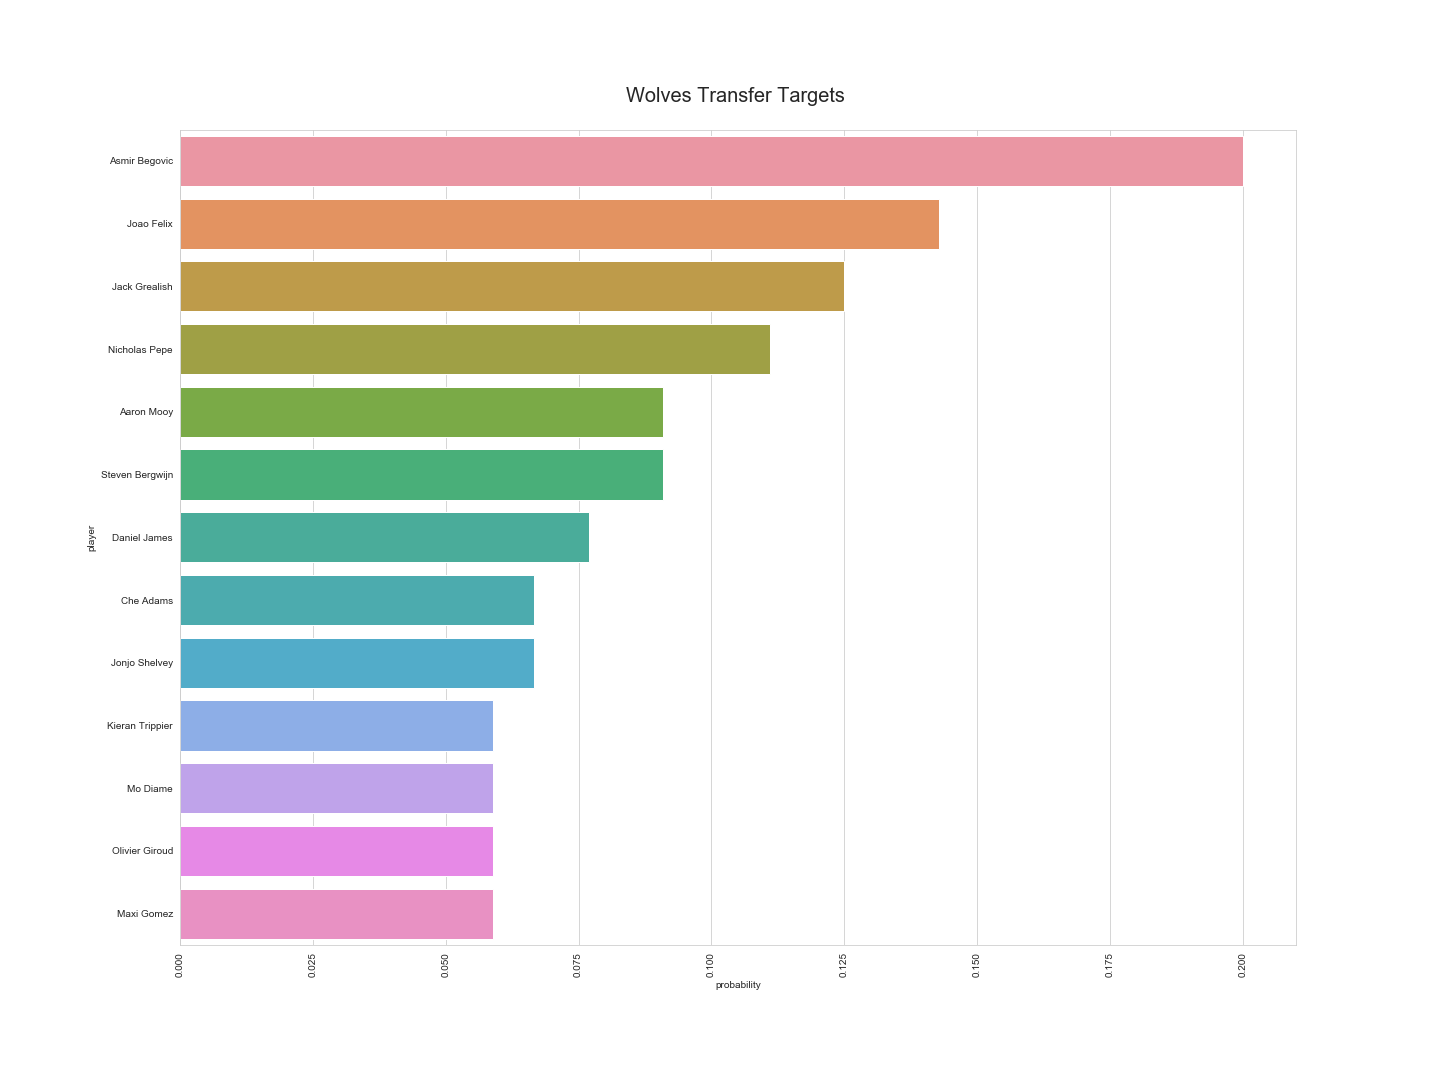 Wolves Transfer Targets
Asmir Begovic
Joao Felix
Jack Grealish
Nicholas Pepe
Aaron Mooy
Steven Bergwijn
Daniel James
Che Adams
Jonjo Shelvey
Kieran Trippier
Mo Diame
Olivier Giroud
Maxi Gomez
player
0.000
0.025
0.050
0.075
0.100
0.125
0.150
0.175
0.200
probability